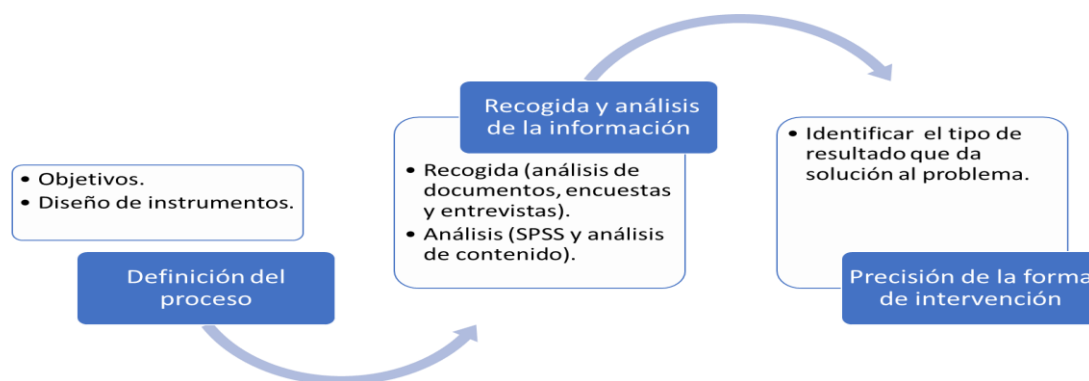 • Objetivos.
• Diseño de instrumentos.
Definición del
proceso
Recogida y análisis
de la información
• Recogida (análisis de
documentos, encuestas
y entrevistas).
• Análisis (SPSS y análisis
de contenido).
• Identificar el tipo de
resultado que da
solución al problema.
Precisión de la forma
de intervención